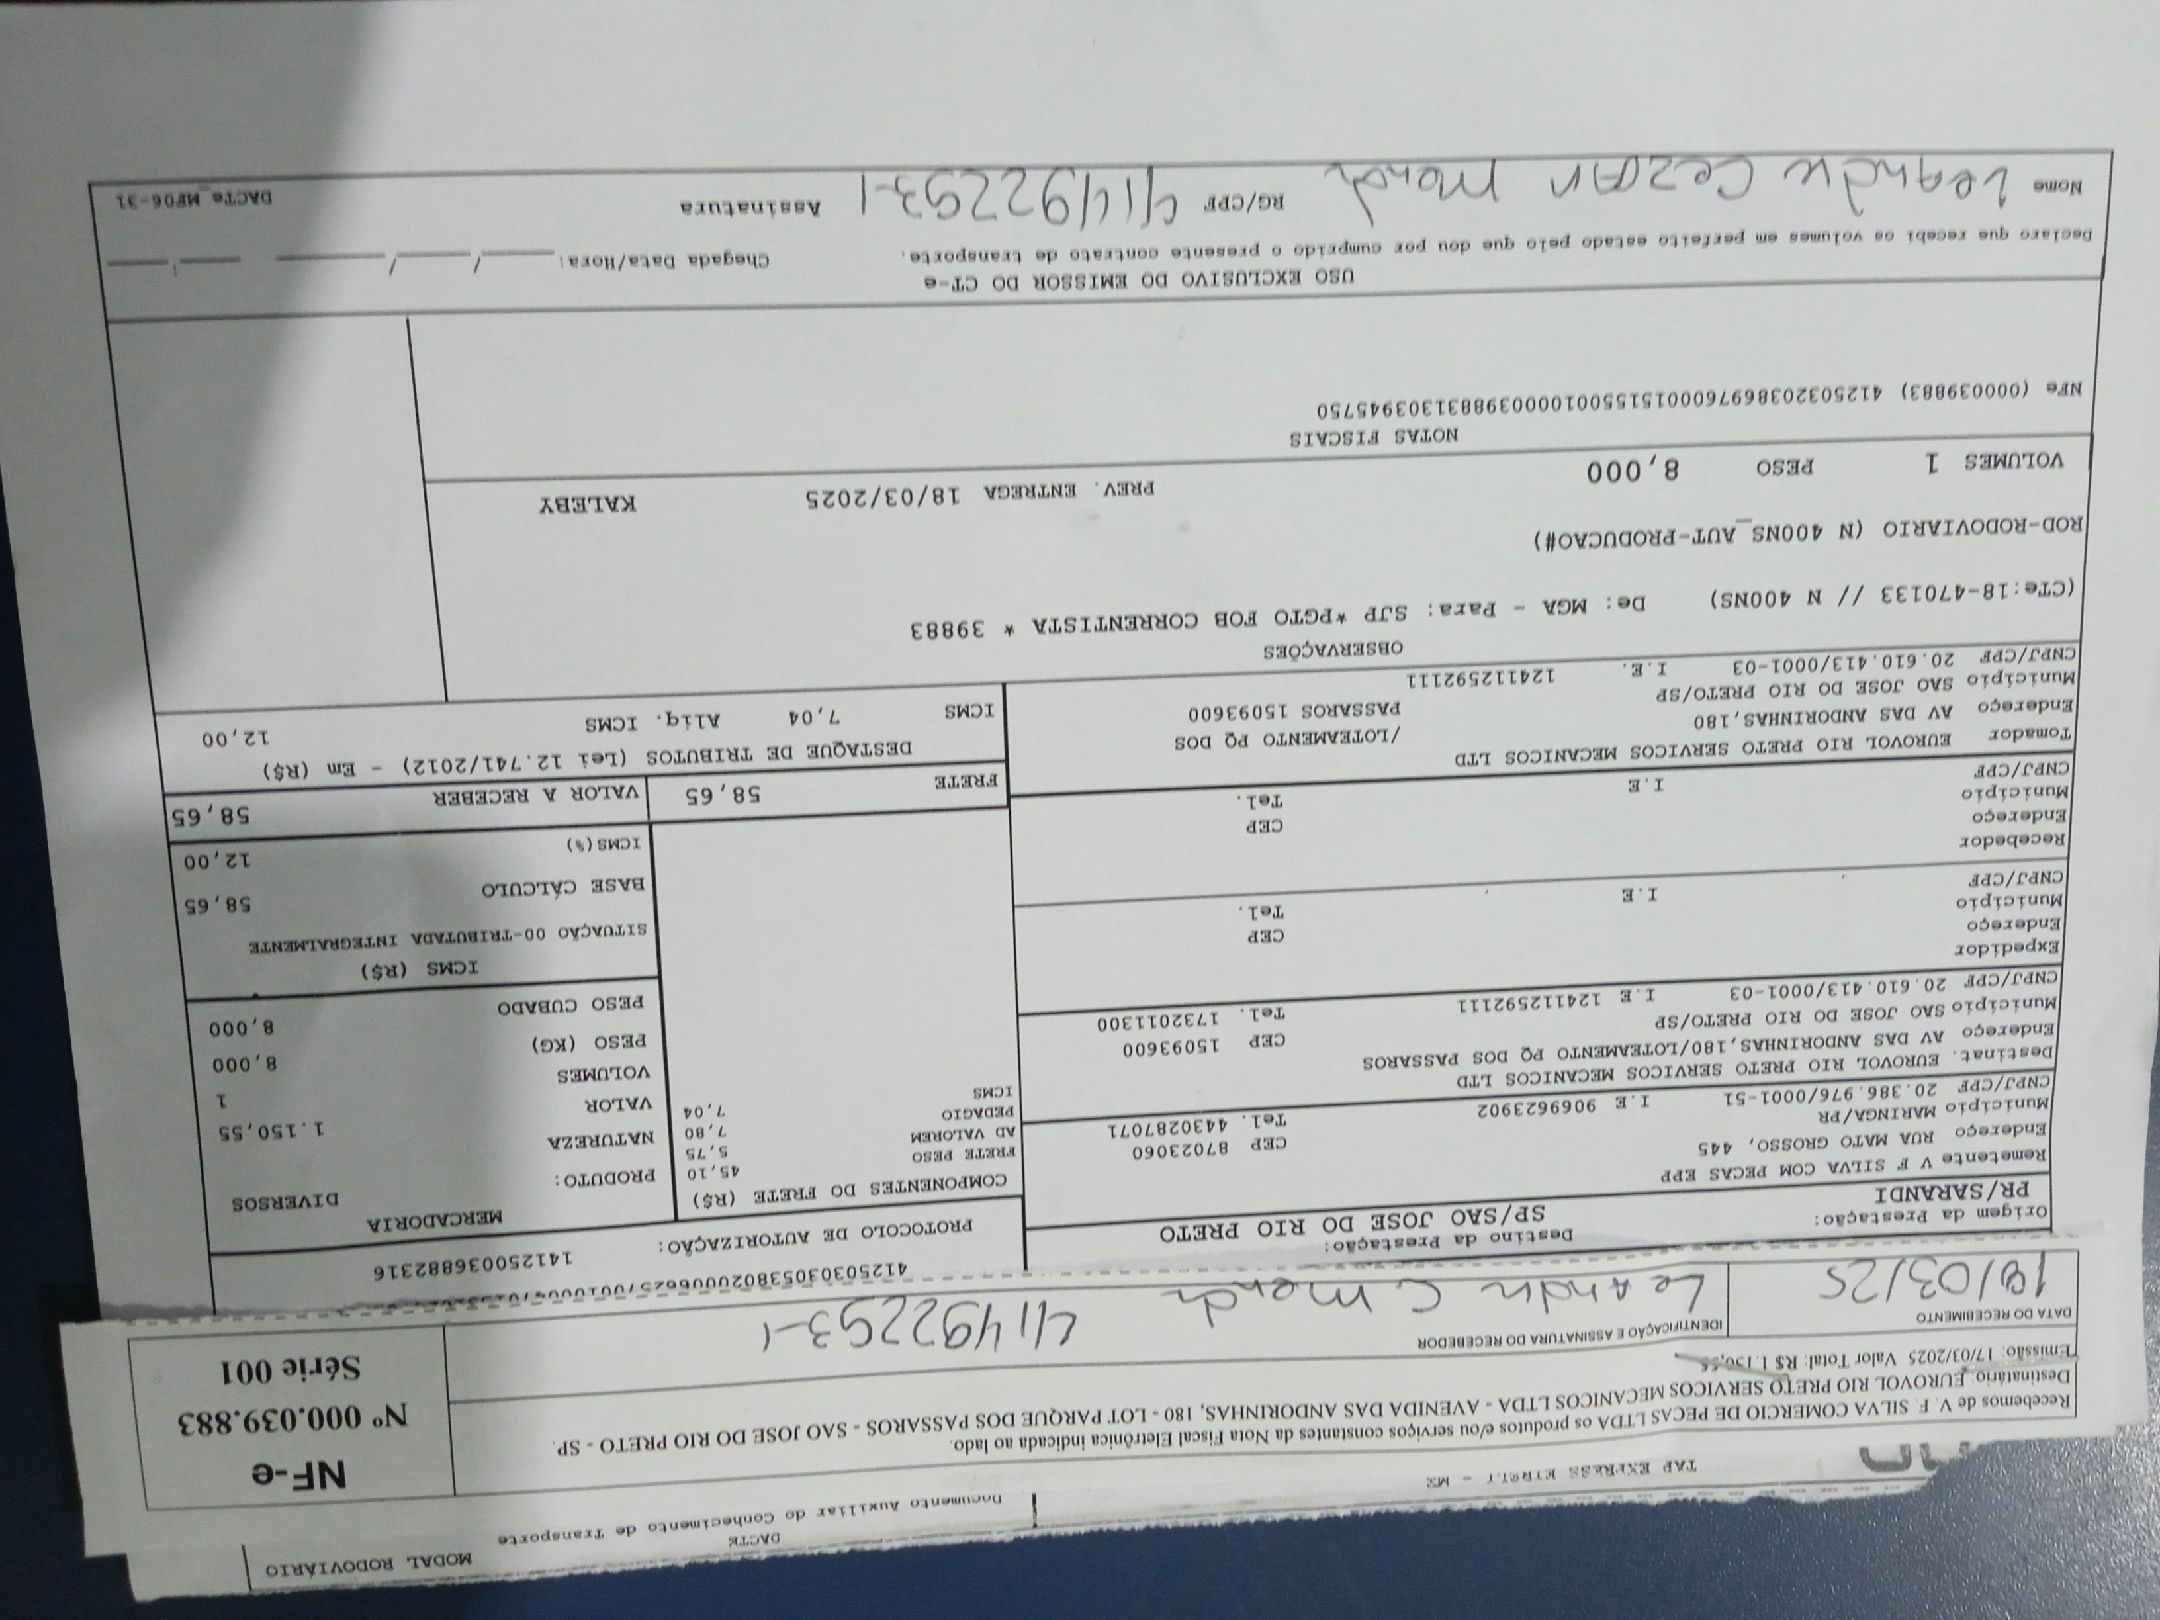 MODAL RODOVIÁRIO
DACTE
Documento Auxiliar do Conhecimento de Transporte
TAP EXPRESS EIRELI - ME
NF-e
Nº 000.039.883
Série 001
Recebemos de V. F. SILVA COMERCIO DE PECAS LTDA os produtos e/ou serviços constantes da Nota Fiscal Eletrônica indicada ao lado.
Destinatário: EUROVOL RIO PRETO SERVICOS MECANICOS LTDA - AVENIDA DAS ANDORINHAS, 180 - LOT PARQUE DOS PASSAROS - SAO JOSE DO RIO PRETO - SP.
Emissão: 17/03/2025 Valor Total: R$ 1.150,55
DATA DO RECEBIMENTO
18/03/25
IDENTIFICAÇÃO E ASSINATURA DO RECEBEDOR
Leandr C. mend 41492293-1
PROTOCOLO DE AUTORIZAÇÃO: 141250036882316
Origem da Prestação:
PR/SARANDI
Destino da Prestação:
SP/SAO JOSE DO RIO PRETO
Remetente V F SILVA COM PECAS EPP
Endereço RUA MATO GROSSO, 445
Município MARINGA/PR CEP 87023060
CNPJ/CPF 20.386.976/0001-51 I.E 9069623902 Tel. 4430287071
Destinat. EUROVOL RIO PRETO SERVICOS MECANICOS LTD
Endereço AV DAS ANDORINHAS,180/LOTEAMENTO PQ DOS PASSAROS
Município SAO JOSE DO RIO PRETO/SP CEP 15093600
CNPJ/CPF 20.610.413/0001-03 I.E 124112592111 Tel. 1732011300
Expedidor
Endereço
Município CEP
CNPJ/CPF I.E Tel.
Recebedor
Endereço
Município CEP
CNPJ/CPF I.E Tel.
Tomador EUROVOL RIO PRETO SERVICOS MECANICOS LTD
Endereço AV DAS ANDORINHAS,180 /LOTEAMENTO PQ DOS
Município SAO JOSE DO RIO PRETO/SP PASSAROS 15093600
CNPJ/CPF 20.610.413/0001-03 I.E. 124112592111
COMPONENTES DO FRETE (R$)
FRETE PESO 45,10
AD VALOREM 5,75
PEDAGIO 7,80
ICMS 7,04
MERCADORIA
PRODUTO: DIVERSOS
NATUREZA
VALOR 1.150,55
VOLUMES 1
PESO (KG) 8,000
PESO CUBADO 8,000
ICMS (R$)
SITUAÇÃO 00-TRIBUTADA INTEGRALMENTE
BASE CÁLCULO 58,65
ICMS(%) 12,00
FRETE 58,65 VALOR A RECEBER 58,65
DESTAQUE DE TRIBUTOS (Lei 12.741/2012) - Em (R$)
ICMS 7,04 Aliq. ICMS 12,00
OBSERVAÇÕES
(CTe:18-470133 // N 400NS) De: MGA - Para: SJP *PGTO FOB CORRENTISTA * 39883
ROD-RODOVIARIO (N 400NS_AUT-PRODUCAO#)
VOLUMES 1 PESO 8,000 PREV. ENTREGA 18/03/2025 KALEBY
NOTAS FISCAIS
NFe (000039883) 41250320386976000151550010000398831303945750
USO EXCLUSIVO DO EMISSOR DO CT-e
Declaro que recebi os volumes em perfeito estado pelo que dou por cumprido o presente contrato de transporte. Chegada Data/Hora: ____/____/____ __:__
Nome Leandr Cezar mend RG/CPF 41492293-1 Assinatura
DACTe_MF06-31